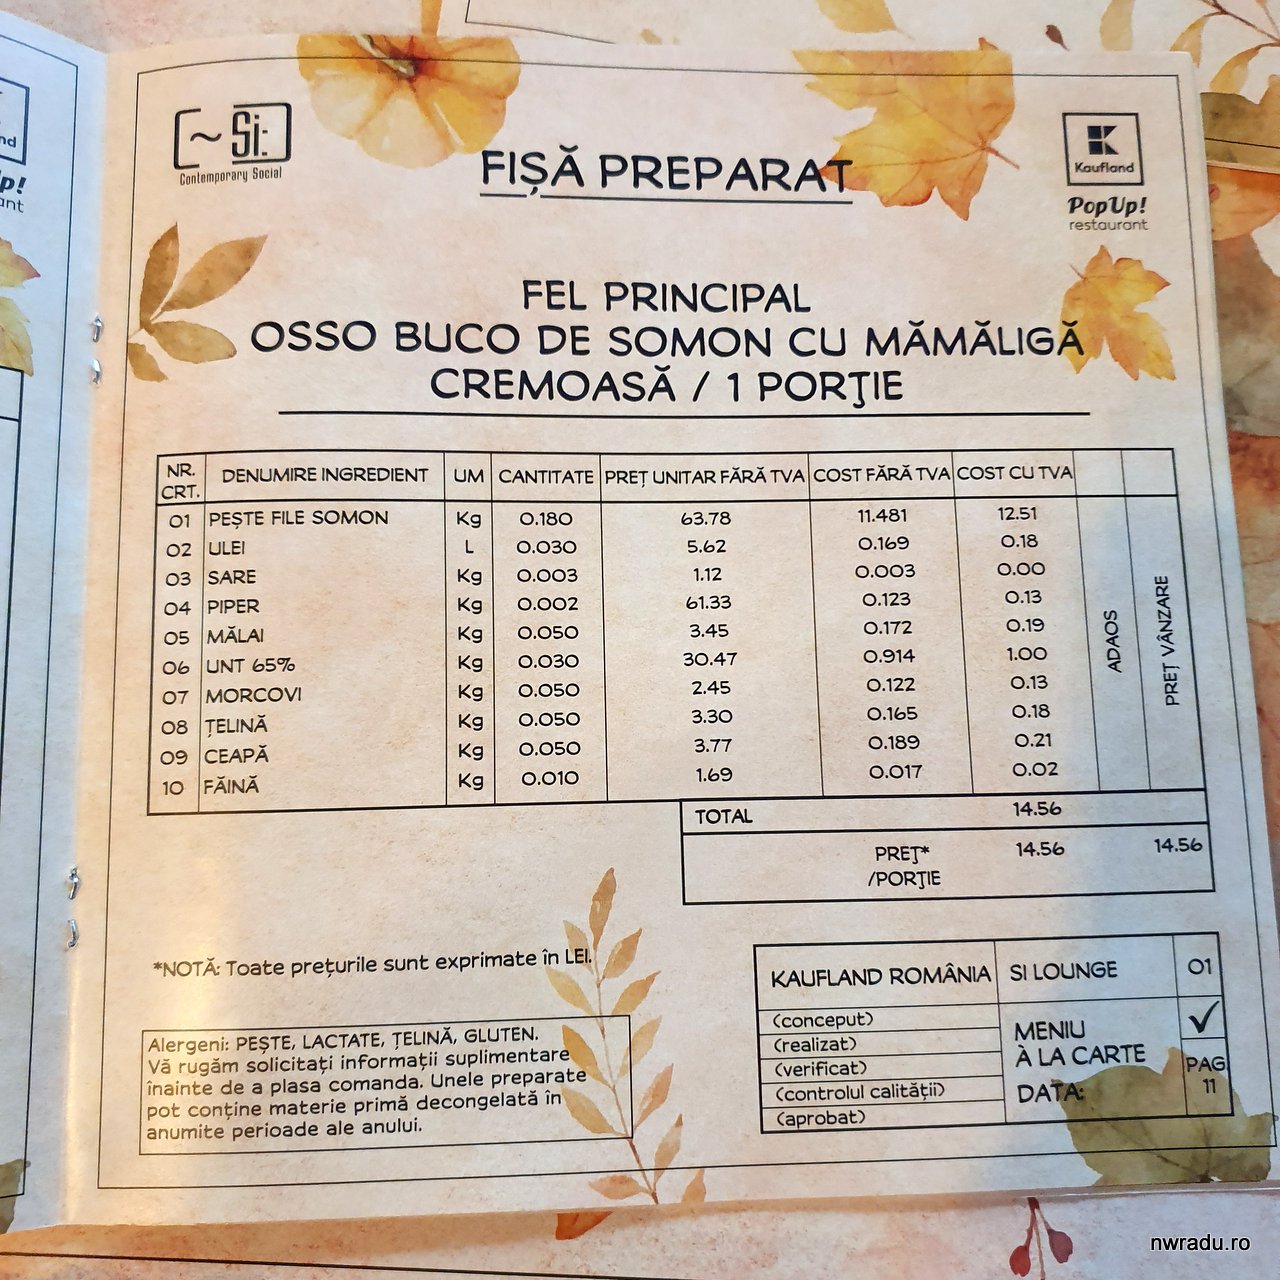 ~ Si:
Contemporary Social
FIȘĂ PREPARAT
K
Kaufland
PopUp!
restaurant
FEL PRINCIPAL
OSSO BUCO DE SOMON CU MĂMĂLIGĂ
CREMOASĂ / 1 PORŢIE
NR. CRT. DENUMIRE INGREDIENT UM CANTITATE PREȚ UNITAR FĂRĂ TVA COST FĂRĂ TVA COST CU TVA
01 PEȘTE FILE SOMON Kg 0.180 63.78 11.481 12.51
02 ULEI L 0.030 5.62 0.169 0.18
03 SARE Kg 0.003 1.12 0.003 0.00
04 PIPER Kg 0.002 61.33 0.123 0.13
05 MĂLAI Kg 0.050 3.45 0.172 0.19
06 UNT 65% Kg 0.030 30.47 0.914 1.00
07 MORCOVI Kg 0.050 2.45 0.122 0.13
08 ȚELINĂ Kg 0.050 3.30 0.165 0.18
09 CEAPĂ Kg 0.050 3.77 0.189 0.21
10 FĂINĂ Kg 0.010 1.69 0.017 0.02
ADAOS
PREȚ VÂNZARE
TOTAL 14.56
PREŢ* 14.56 14.56
/PORŢIE
*NOTĂ: Toate prețurile sunt exprimate în LEI.
Alergeni: PEȘTE, LACTATE, ȚELINĂ, GLUTEN.
Vă rugăm solicitați informații suplimentare
înainte de a plasa comanda. Unele preparate
pot conține materie primă decongelată în
anumite perioade ale anului.
KAUFLAND ROMÂNIA SI LOUNGE 01
(conceput)
(realizat)
(verificat)
(controlul calității)
(aprobat)
MENIU
À LA CARTE
DATA:
✓
PAG
11
nwradu.ro